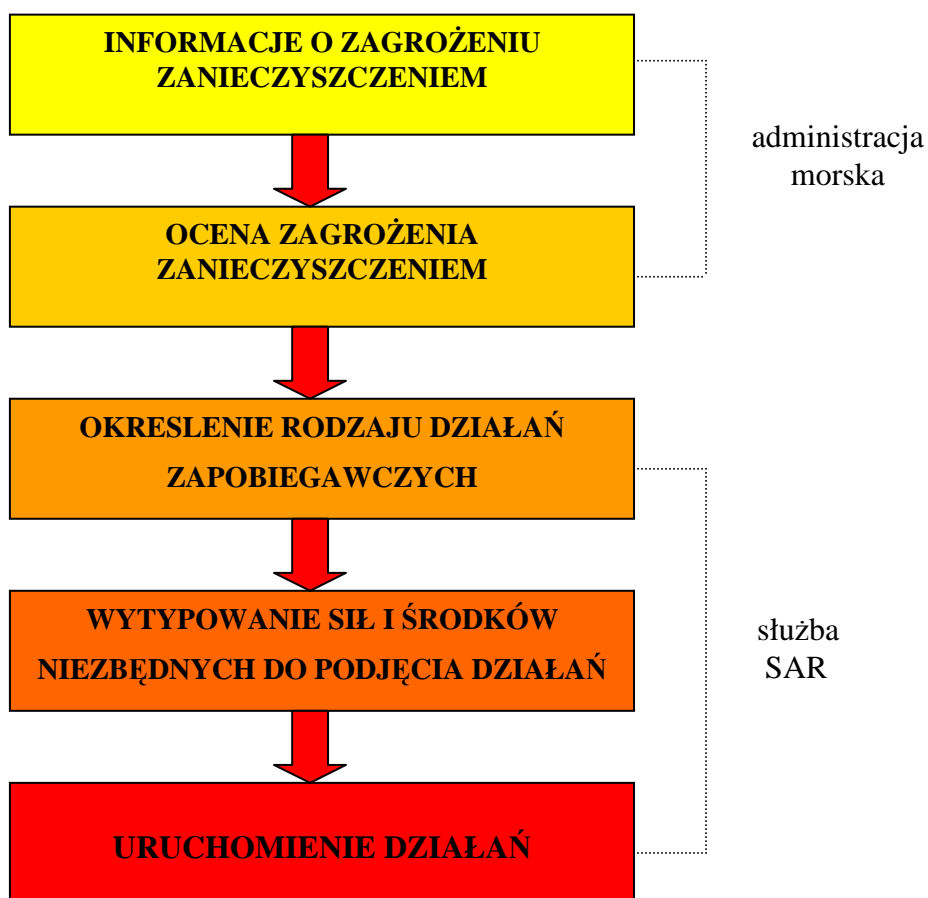 INFORMACJE O ZAGROŻENIU
ZANIECZYSZCZENIEM
administracja
morska
OCENA ZAGROŻENIA
ZANIECZYSZCZENIEM
OKRESLENIE RODZAJU DZIAŁAŃ
ZAPOBIEGAWCZYCH
WYTYPOWANIE SIŁ I ŚRODKÓW
NIEZBĘDNYCH DO PODJĘCIA DZIAŁAŃ
służba
SAR
URUCHOMIENIE DZIAŁAŃ